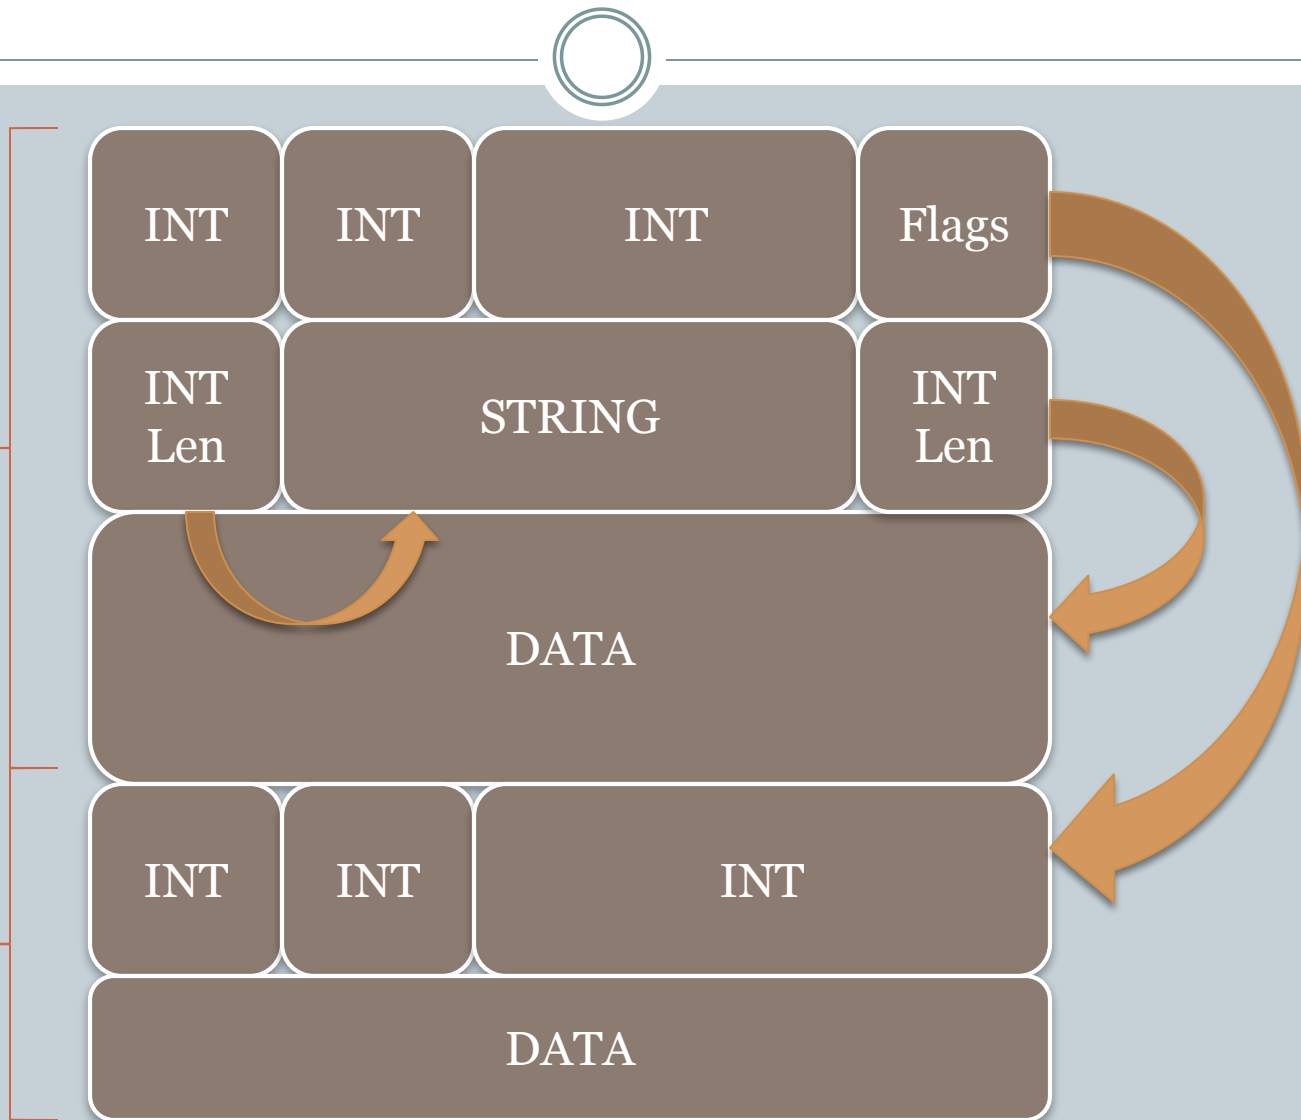 INT
INT
INT
Flags
INT
Len
STRING
INT
Len
DATA
INT
INT
INT
DATA